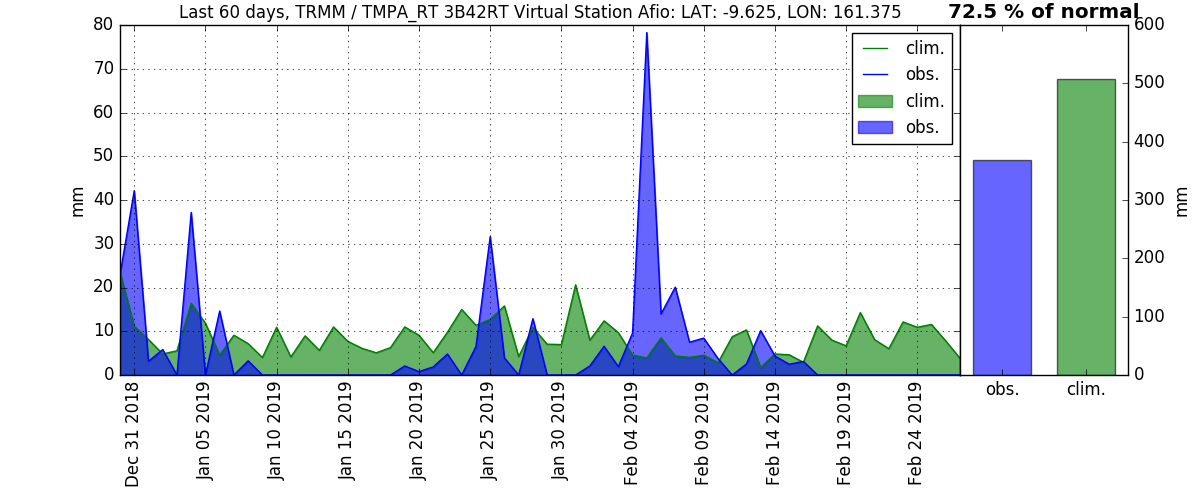 Last 60 days, TRMM / TMPA_RT 3B42RT Virtual Station Afio: LAT: -9.625, LON: 161.375
72.5 % of normal
80
70
60
50
40
30
20
10
0
mm
clim.
obs.
clim.
obs.
Dec 31 2018
Jan 05 2019
Jan 10 2019
Jan 15 2019
Jan 20 2019
Jan 25 2019
Jan 30 2019
Feb 04 2019
Feb 09 2019
Feb 14 2019
Feb 19 2019
Feb 24 2019
600
500
400
300
200
100
0
mm
obs.
clim.